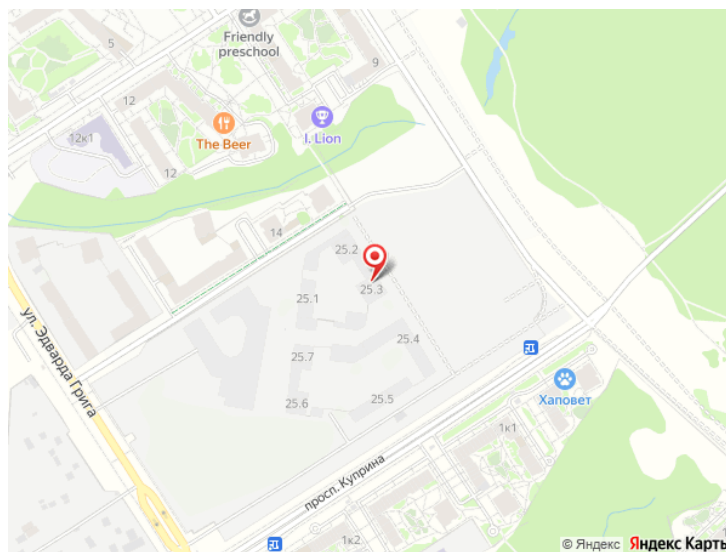 5
Friendly
preschool
9
12
12к1
The Beer
I. Lion
12
14
25.2
25.3
25.1
25.4
25.7
25.5
25.6
ул. Эдварда Грига
Хаповет
1к1
просп. Куприна
1к2
© Яндекс Яндекс Карты